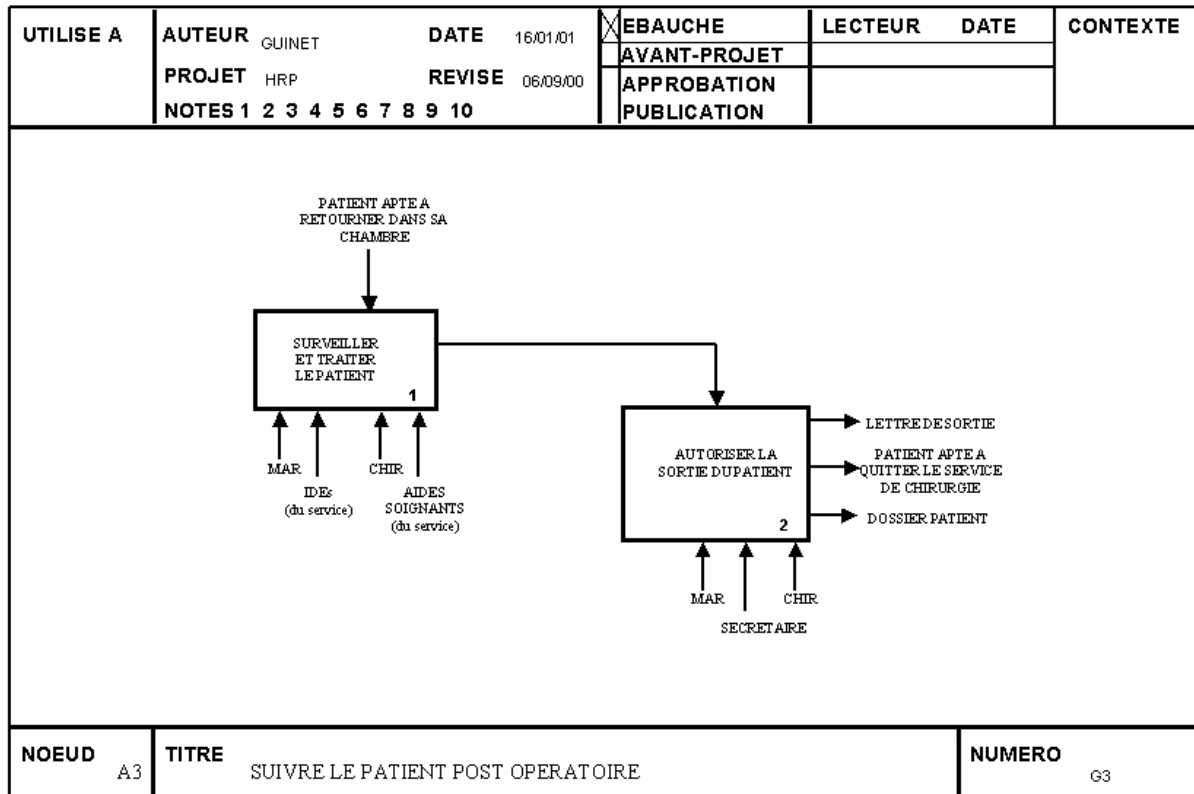 UTILISE A
AUTEUR GUINET DATE 16/01/01
PROJET HRP REVISE 06/09/00
NOTES 1 2 3 4 5 6 7 8 9 10
EBAUCHE
AVANT-PROJET
APPROBATION
PUBLICATION
LECTEUR DATE
CONTEXTE
PATIENT APTE A
RETOURNER DANS SA
CHAMBRE
SURVEILLER
ET TRAITER
LE PATIENT
1
MAR
IDEs
(du service)
CHIR
AIDES
SOIGNANTS
(du service)
AUTORISER LA
SORTIE DU PATIENT
2
LETTRE DE SORTIE
PATIENT APTE A
QUITTER LE SERVICE
DE CHIRURGIE
DOSSIER PATIENT
MAR
SECRETAIRE
CHIR
NOEUD A3
TITRE SUIVRE LE PATIENT POST OPERATOIRE
NUMERO G3